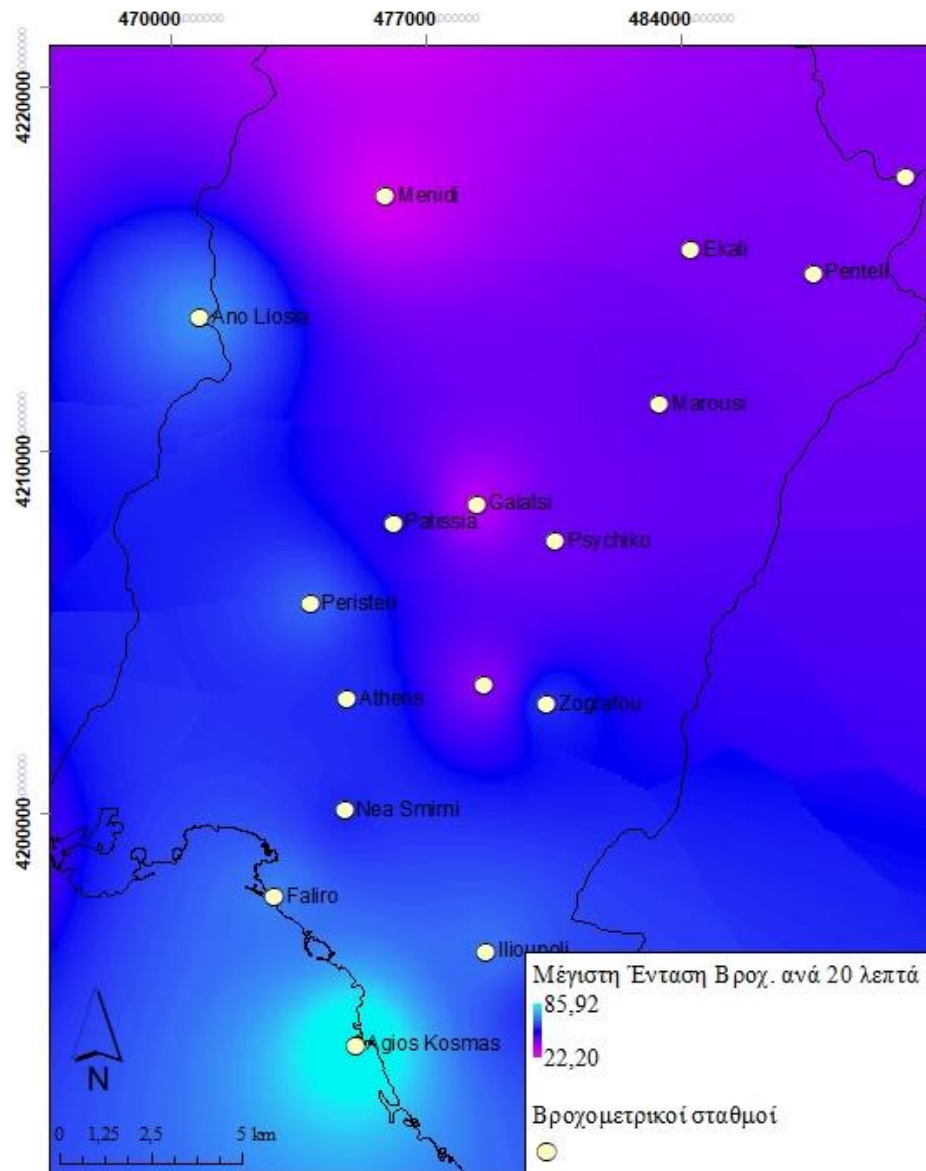 470000 477000 484000
4220000
4210000
4200000
Menidi
Ekali
Penteli
Ano Liosia
Marousi
Galatsi
Patissia
Psychiko
Peristeri
Athens
Zografou
Nea Smirni
Faliro
Ilioupoli
Agios Kosmas
Μέγιστη Ένταση Βροχ. ανά 20 λεπτά
85,92
22,20
Βροχομετρικοί σταθμοί
N
0 1,25 2,5 5 km